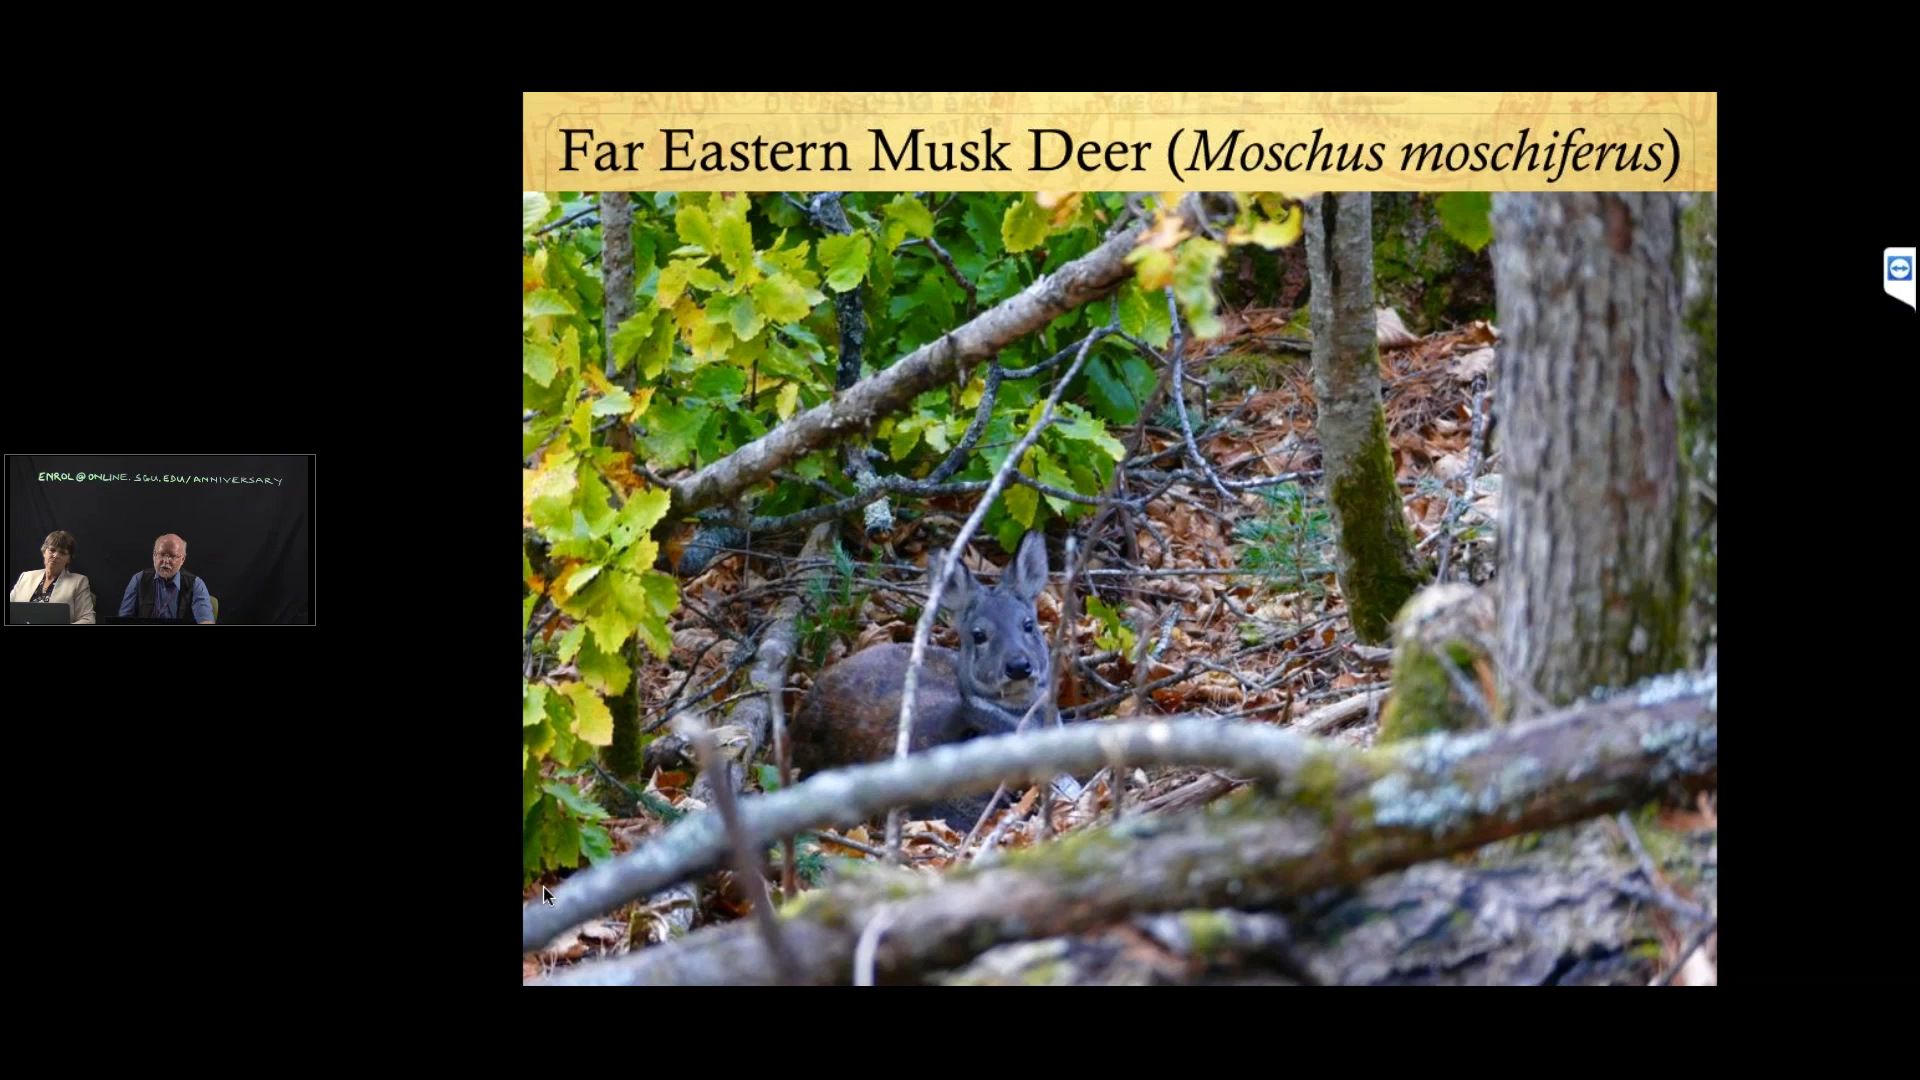 Far Eastern Musk Deer (Moschus moschiferus)
ENROL@ONLINE.SGU.EDU/ANNIVERSARY